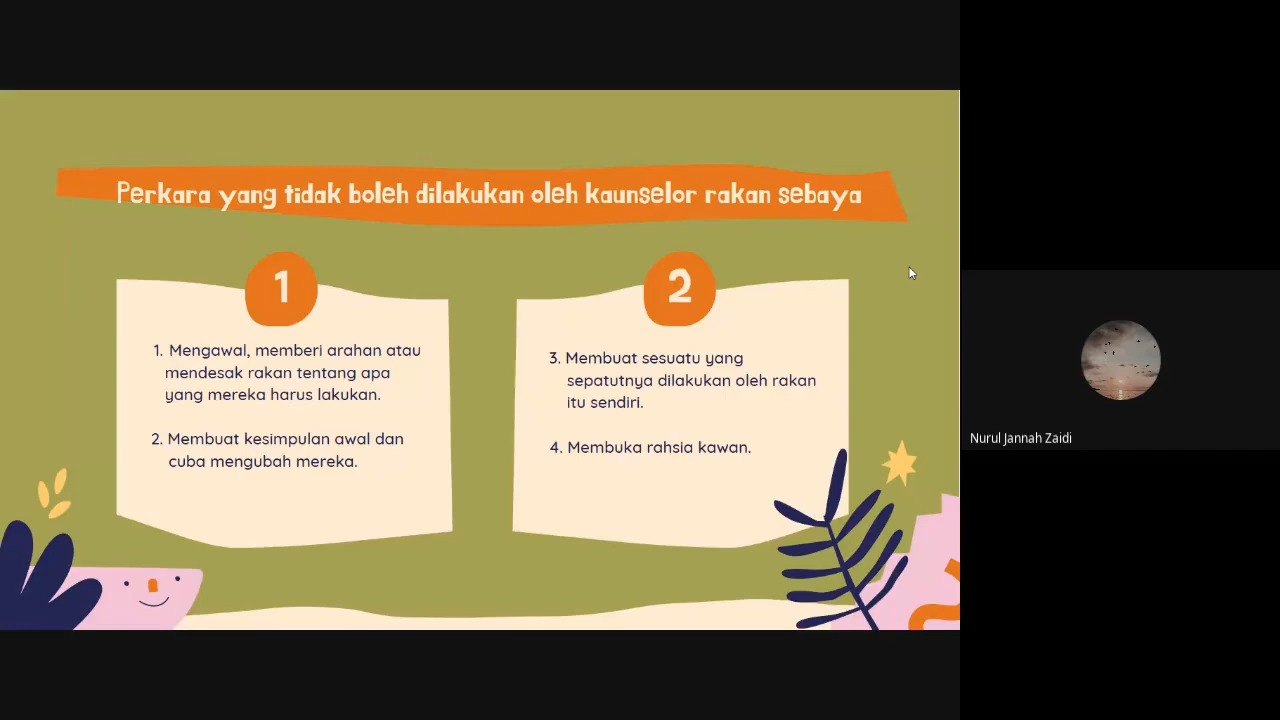 Perkara yang tidak boleh dilakukan oleh kaunselor rakan sebaya
1
1. Mengawal, memberi arahan atau
mendesak rakan tentang apa
yang mereka harus lakukan.
2. Membuat kesimpulan awal dan
cuba mengubah mereka.
2
3. Membuat sesuatu yang
sepatutnya dilakukan oleh rakan
itu sendiri.
4. Membuka rahsia kawan.
Nurul Jannah Zaidi